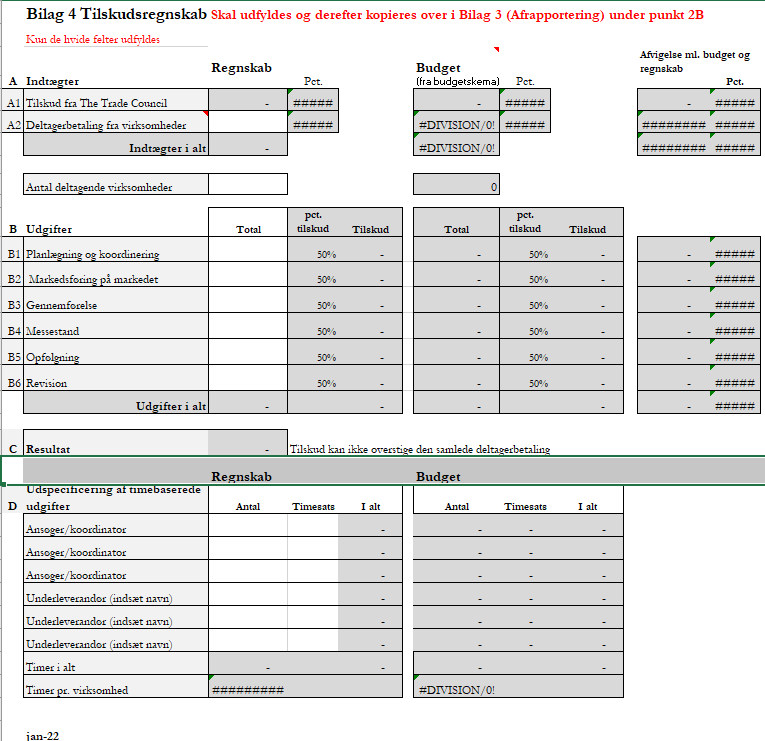 Bilag 4 Tilskudsregnskab Skal udfyldes og derefter kopieres over i Bilag 3 (Afrapportering) under punkt 2B
Kun de hvide felter udfyldes
Afvigelse ml. budget og
Regnskab Budget regnskab
A Indtægter Pct. (fra budgetskema) Pct. Pct.
A1 Tilskud fra The Trade Council - ##### - ##### - #####
A2 Deltagerbetaling fra virksomheder ##### #DIVISION/0! ##### ######## #####
Indtægter i alt - #DIVISION/0! ######## #####
Antal deltagende virksomheder 0
pct. pct.
B Udgifter Total tilskud Tilskud Total tilskud Tilskud
B1 Planlægning og koordinering 50% - - 50% - - #####
B2 Markedsføring på markedet 50% - - 50% - - #####
B3 Gennemførelse 50% - - 50% - - #####
B4 Messestand 50% - - 50% - - #####
B5 Opfølgning 50% - - 50% - - #####
B6 Revision 50% - - 50% - - #####
Udgifter i alt - - - - - #####
C Resultat - Tilskud kan ikke overstige den samlede deltagerbetaling
Regnskab Budget
Udspecificering af timebaserede
D udgifter Antal Timesats I alt Antal Timesats I alt
Ansøger/koordinator - - - -
Ansøger/koordinator - - - -
Ansøger/koordinator - - - -
Underleverandør (indsæt navn) - - - -
Underleverandør (indsæt navn) - - - -
Underleverandør (indsæt navn) - - - -
Timer i alt - - - -
Timer pr. virksomhed ######### #DIVISION/0!
jan-22